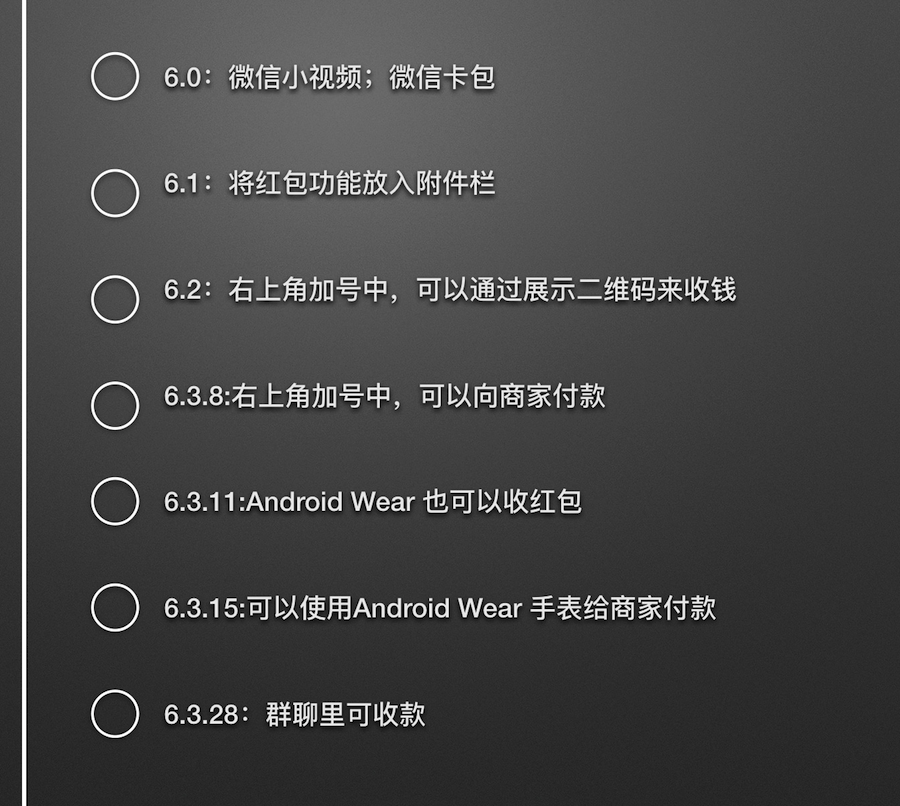 6.0：微信小视频；微信卡包
6.1：将红包功能放入附件栏
6.2：右上角加号中，可以通过展示二维码来收钱
6.3.8:右上角加号中，可以向商家付款
6.3.11:Android Wear 也可以收红包
6.3.15:可以使用Android Wear 手表给商家付款
6.3.28：群聊里可收款